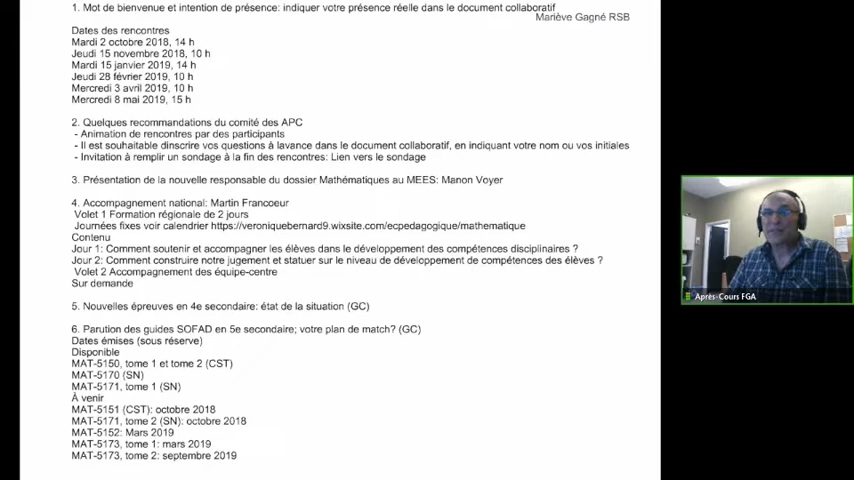 1. Mot de bienvenue et intention de présence: indiquer votre présence réelle dans le document collaboratif
Mariève Gagné RSB
Dates des rencontres
Mardi 2 octobre 2018, 14 h
Jeudi 15 novembre 2018, 10 h
Mardi 15 janvier 2019, 14 h
Jeudi 28 février 2019, 10 h
Mercredi 3 avril 2019, 10 h
Mercredi 8 mai 2019, 15 h
2. Quelques recommandations du comité des APC
- Animation de rencontres par des participants
- Il est souhaitable dinscrire vos questions à lavance dans le document collaboratif, en indiquant votre nom ou vos initiales
- Invitation à remplir un sondage à la fin des rencontres: Lien vers le sondage
3. Présentation de la nouvelle responsable du dossier Mathématiques au MEES: Manon Voyer
4. Accompagnement national: Martin Francoeur
Volet 1 Formation régionale de 2 jours
Journées fixes voir calendrier https://veroniquebernard9.wixsite.com/ecpedagogique/mathematique
Contenu
Jour 1: Comment soutenir et accompagner les élèves dans le développement des compétences disciplinaires ?
Jour 2: Comment construire notre jugement et statuer sur le niveau de développement de compétences des élèves ?
Volet 2 Accompagnement des équipe-centre
Sur demande
5. Nouvelles épreuves en 4e secondaire: état de la situation (GC)
6. Parution des guides SOFAD en 5e secondaire; votre plan de match? (GC)
Dates émises (sous réserve)
Disponible
MAT-5150, tome 1 et tome 2 (CST)
MAT-5170 (SN)
MAT-5171, tome 1 (SN)
À venir
MAT-5151 (CST): octobre 2018
MAT-5171, tome 2 (SN): octobre 2018
MAT-5152: Mars 2019
MAT-5173, tome 1: mars 2019
MAT-5173, tome 2: septembre 2019
Après-Cours FGA